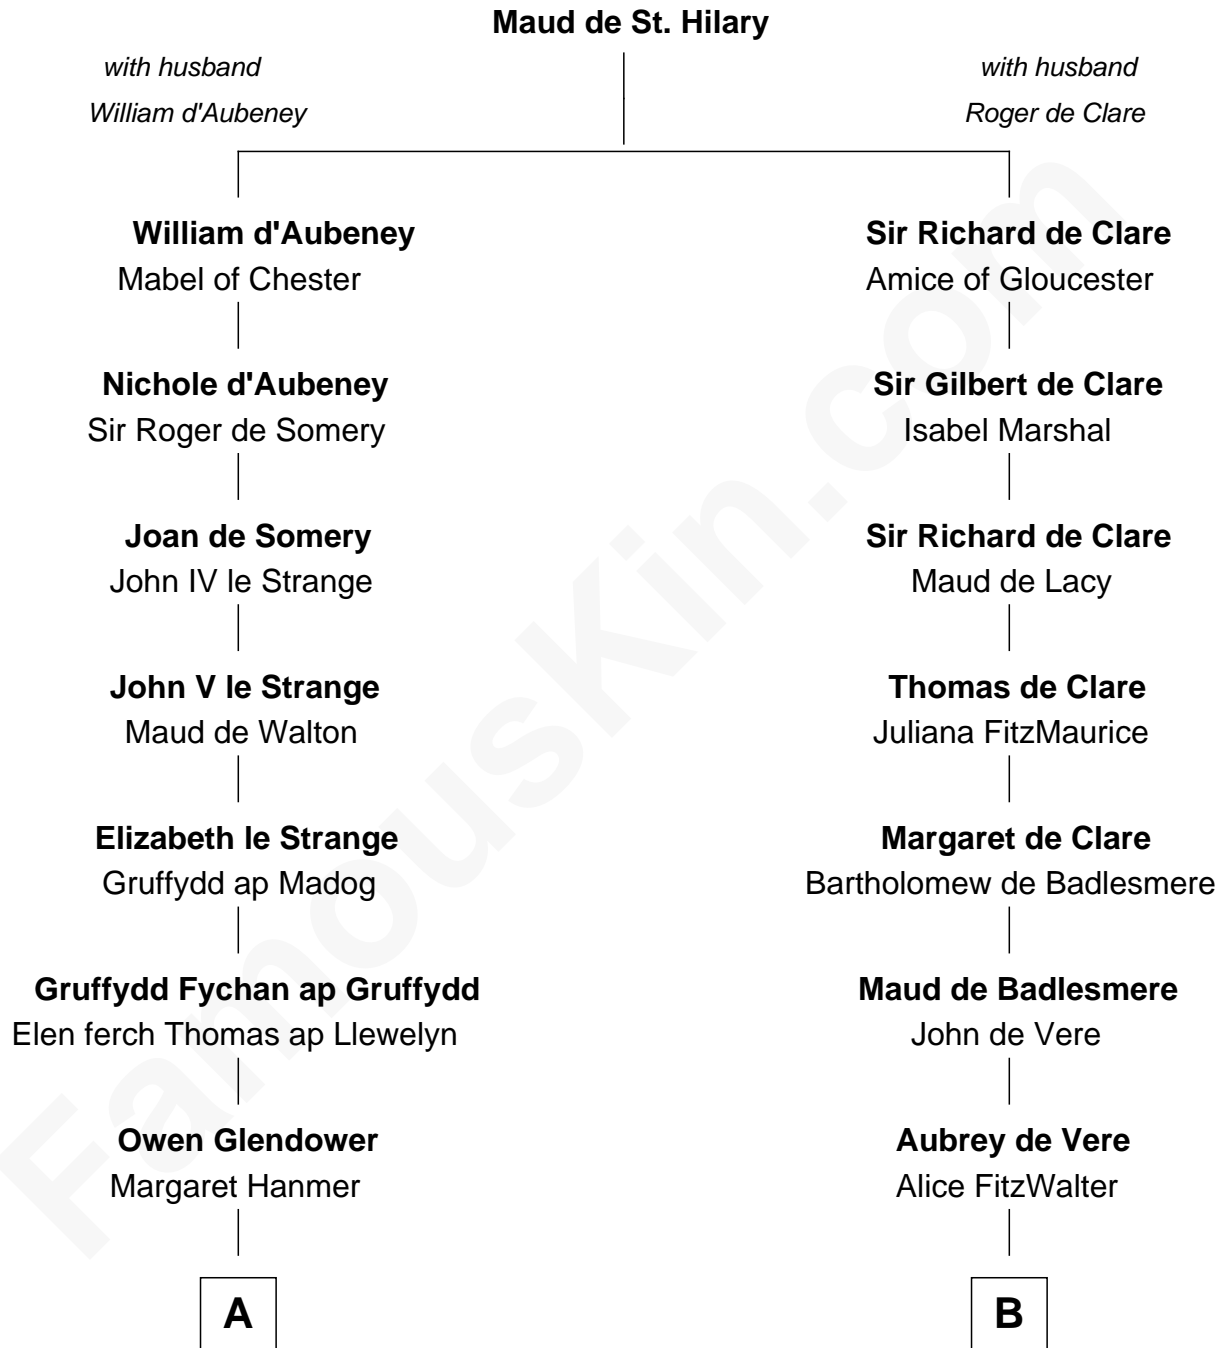 Maud de St. Hilary
with husband
William d'Aubeney
with husband
Roger de Clare
William d'Aubeney
Mabel of Chester
Sir Richard de Clare
Amice of Gloucester
Nichole d'Aubeney
Sir Roger de Somery
Sir Gilbert de Clare
Isabel Marshal
Joan de Somery
John IV le Strange
Sir Richard de Clare
Maud de Lacy
John V le Strange
Maud de Walton
Thomas de Clare
Juliana FitzMaurice
Elizabeth le Strange
Gruffydd ap Madog
Margaret de Clare
Bartholomew de Badlesmere
Gruffydd Fychan ap Gruffydd
Elen ferch Thomas ap Llewelyn
Maud de Badlesmere
John de Vere
Owen Glendower
Margaret Hanmer
Aubrey de Vere
Alice FitzWalter
A
B
FamousKin.com